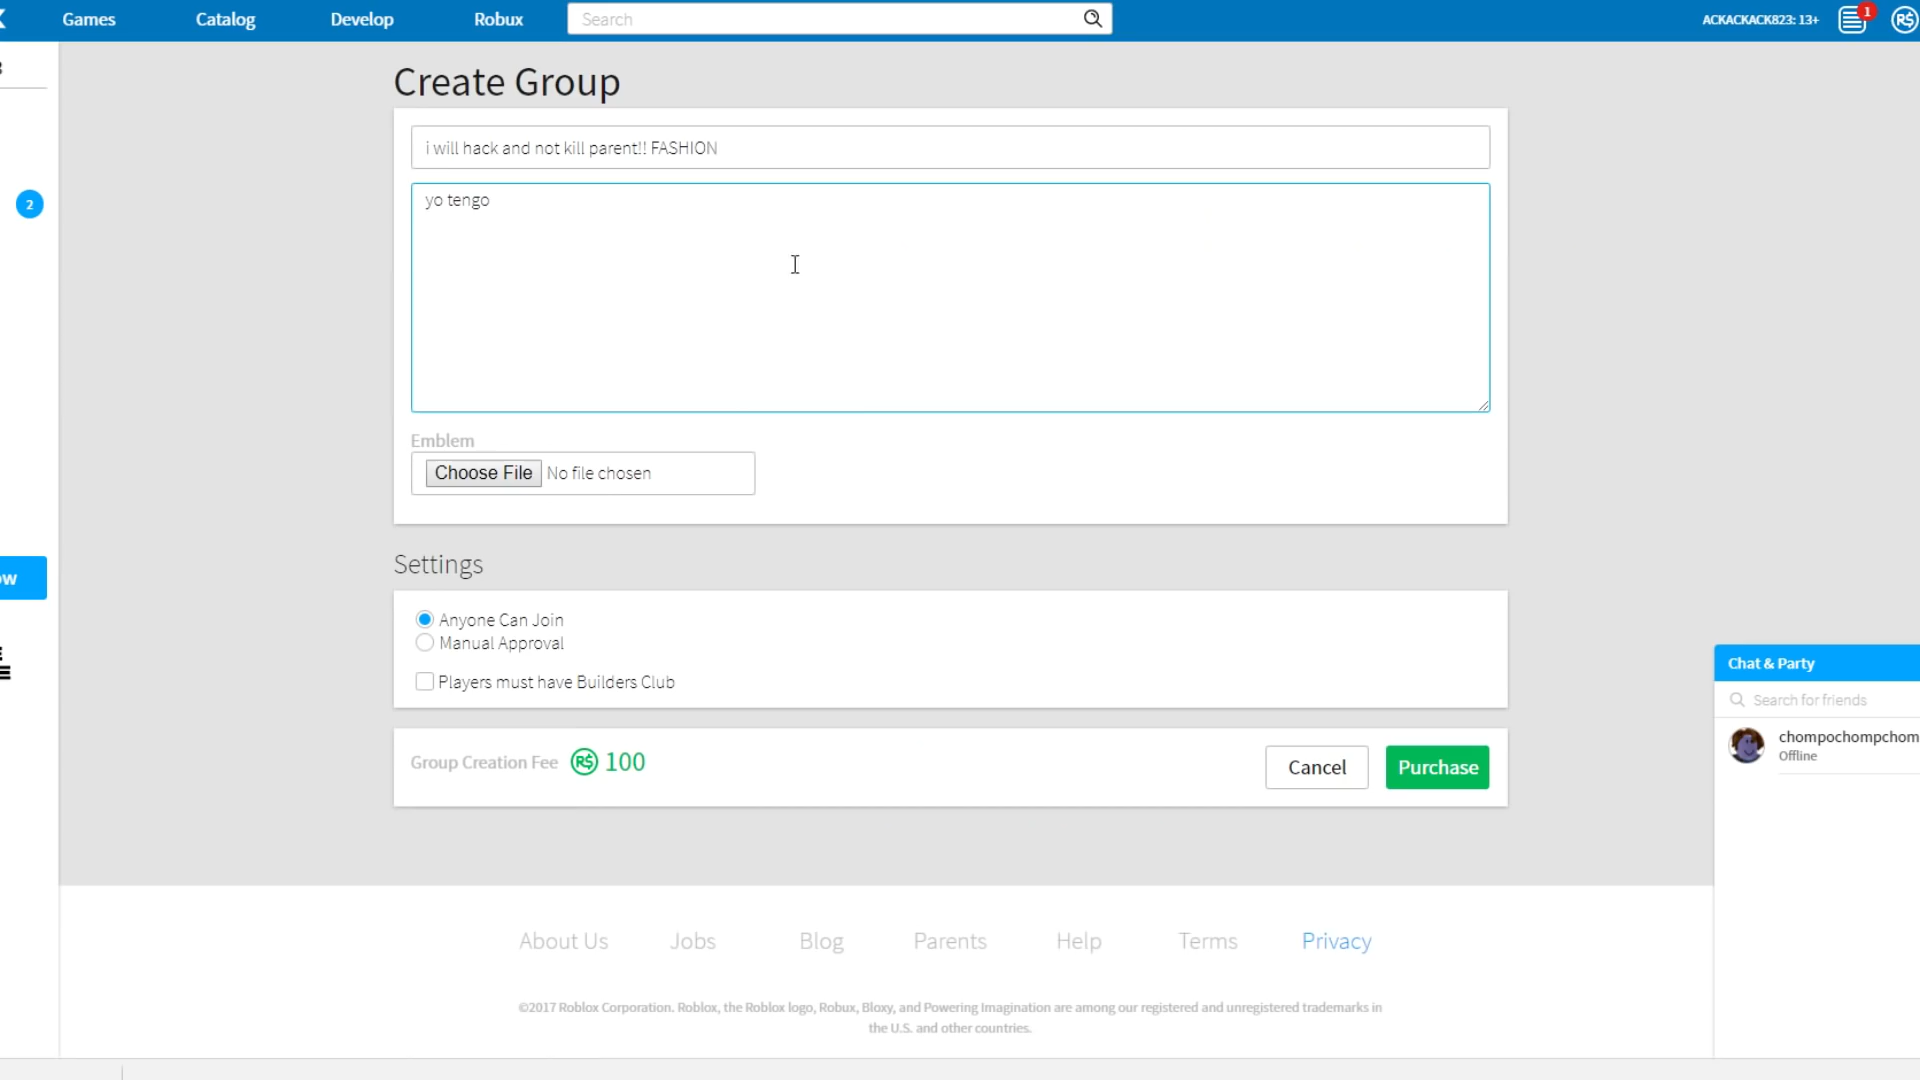 Games Catalog Develop Robux Search ACKACKACK823: 13+ 1 R$
Create Group
i will hack and not kill parent!! FASHION
2
yo tengo
Emblem
Choose File No file chosen
Settings
Anyone Can Join
Manual Approval
Players must have Builders Club
Chat & Party
Search for friends
chompochompchom
Offline
Group Creation Fee R$ 100 Cancel Purchase
About Us Jobs Blog Parents Help Terms Privacy
©2017 Roblox Corporation. Roblox, the Roblox logo, Robux, Bloxy, and Powering Imagination are among our registered and unregistered trademarks in
the U.S. and other countries.